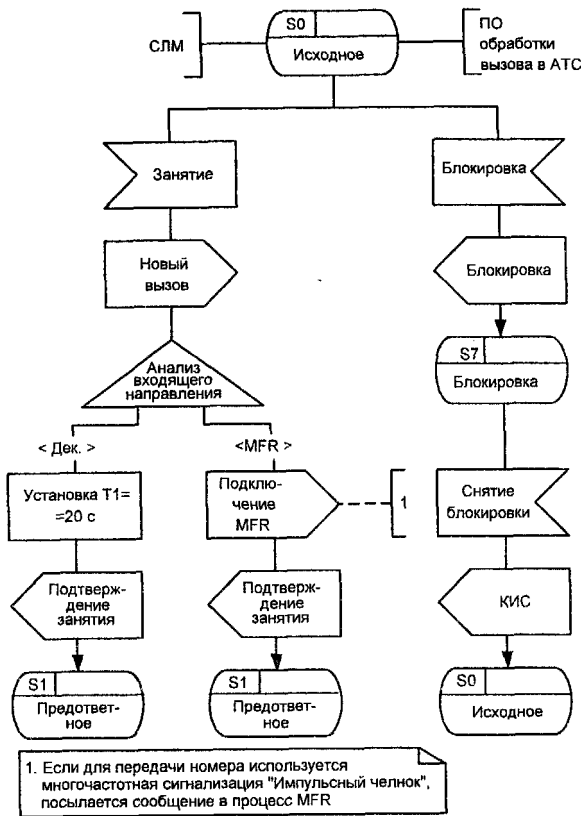 СЛМ
S0
Исходное
ПО
обработки
вызова в АТС
Занятие
Блокировка
Новый
вызов
Блокировка
S7
Блокировка
Анализ
входящего
направления
< Дек. >
<MFR >
Установка Т1=
=20 с
Подклю-
чение
MFR
1
Снятие
блокировки
Подтверж-
дение
занятия
Подтверж-
дение
занятия
КИС
S1
Предответ-
ное
S1
Предответ-
ное
S0
Исходное
1. Если для передачи номера используется
многочастотная сигнализация "Импульсный челнок",
посылается сообщение в процесс MFR